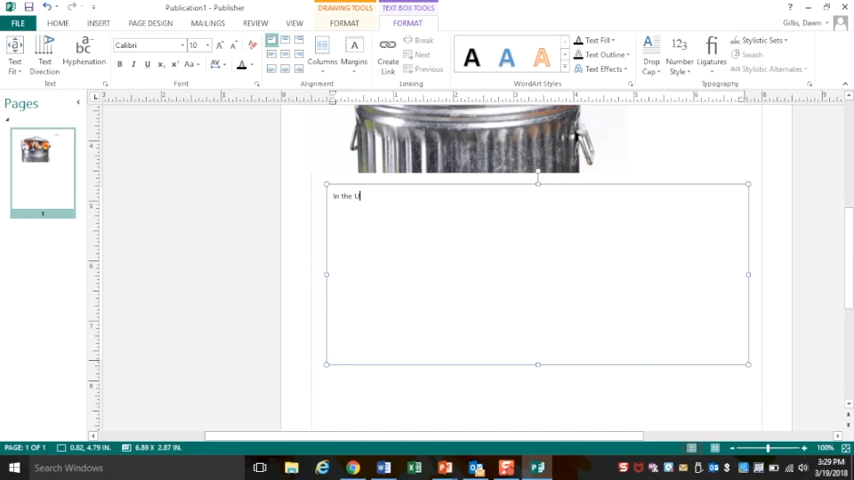 Publication1 - Publisher
DRAWING TOOLS
TEXT BOX TOOLS
FILE
HOME
INSERT
PAGE DESIGN
MAILINGS
REVIEW
VIEW
FORMAT
FORMAT
Gillis, Dawn
Text Fit
Text Direction
Hyphenation
Text
Calibri
10
B I U
Aa
AV
A
Font
Alignment
Columns
Margins
Create Link
Break
Next
Previous
Linking
A A A
WordArt Styles
Text Fill
Text Outline
Text Effects
Drop Cap
Number Style
Ligatures
Stylistic Sets
Swash
Stylistic Alternates
Typography
Pages
1
In the U
PAGE: 1 OF 1
0.82, 4.79 IN.
6.89 X 2.87 IN.
100%
Search Windows
3:29 PM
3/19/2018